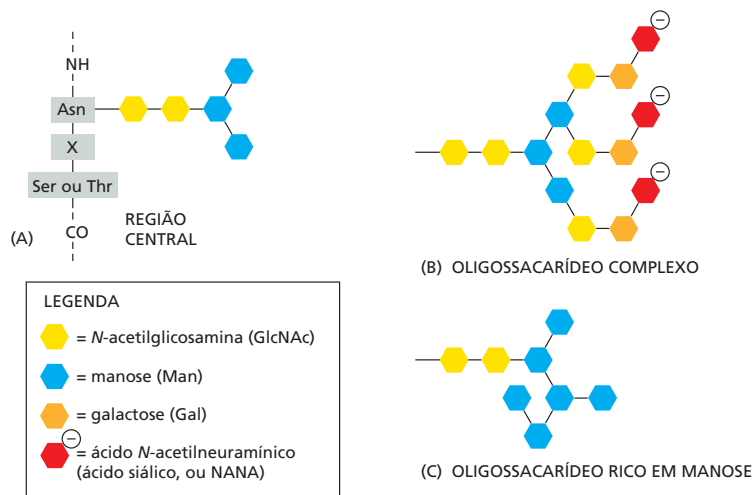 NH
Asn
X
Ser ou Thr
CO
(A)
REGIÃO
CENTRAL
(B) OLIGOSSACARÍDEO COMPLEXO
LEGENDA
= N-acetilglicosamina (GlcNAc)
= manose (Man)
= galactose (Gal)
= ácido N-acetilneuramínico
(ácido siálico, ou NANA)
(C) OLIGOSSACARÍDEO RICO EM MANOSE